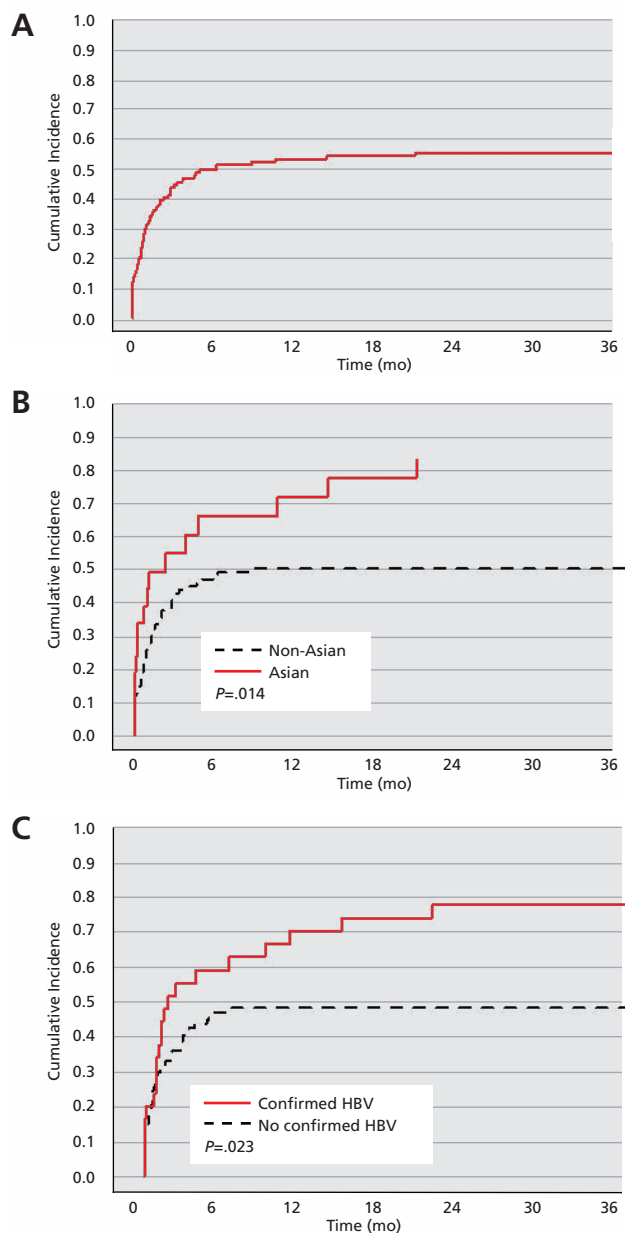 A
1.0
0.9
0.8
0.7
0.6
0.5
0.4
0.3
0.2
0.1
0.0
Cumulative Incidence
0 6 12 18 24 30 36
Time (mo)
B
1.0
0.9
0.8
0.7
0.6
0.5
0.4
0.3
0.2
0.1
0.0
Cumulative Incidence
Non-Asian
Asian
P=.014
0 6 12 18 24 30 36
Time (mo)
C
1.0
0.9
0.8
0.7
0.6
0.5
0.4
0.3
0.2
0.1
0.0
Cumulative Incidence
Confirmed HBV
No confirmed HBV
P=.023
0 6 12 18 24 30 36
Time (mo)